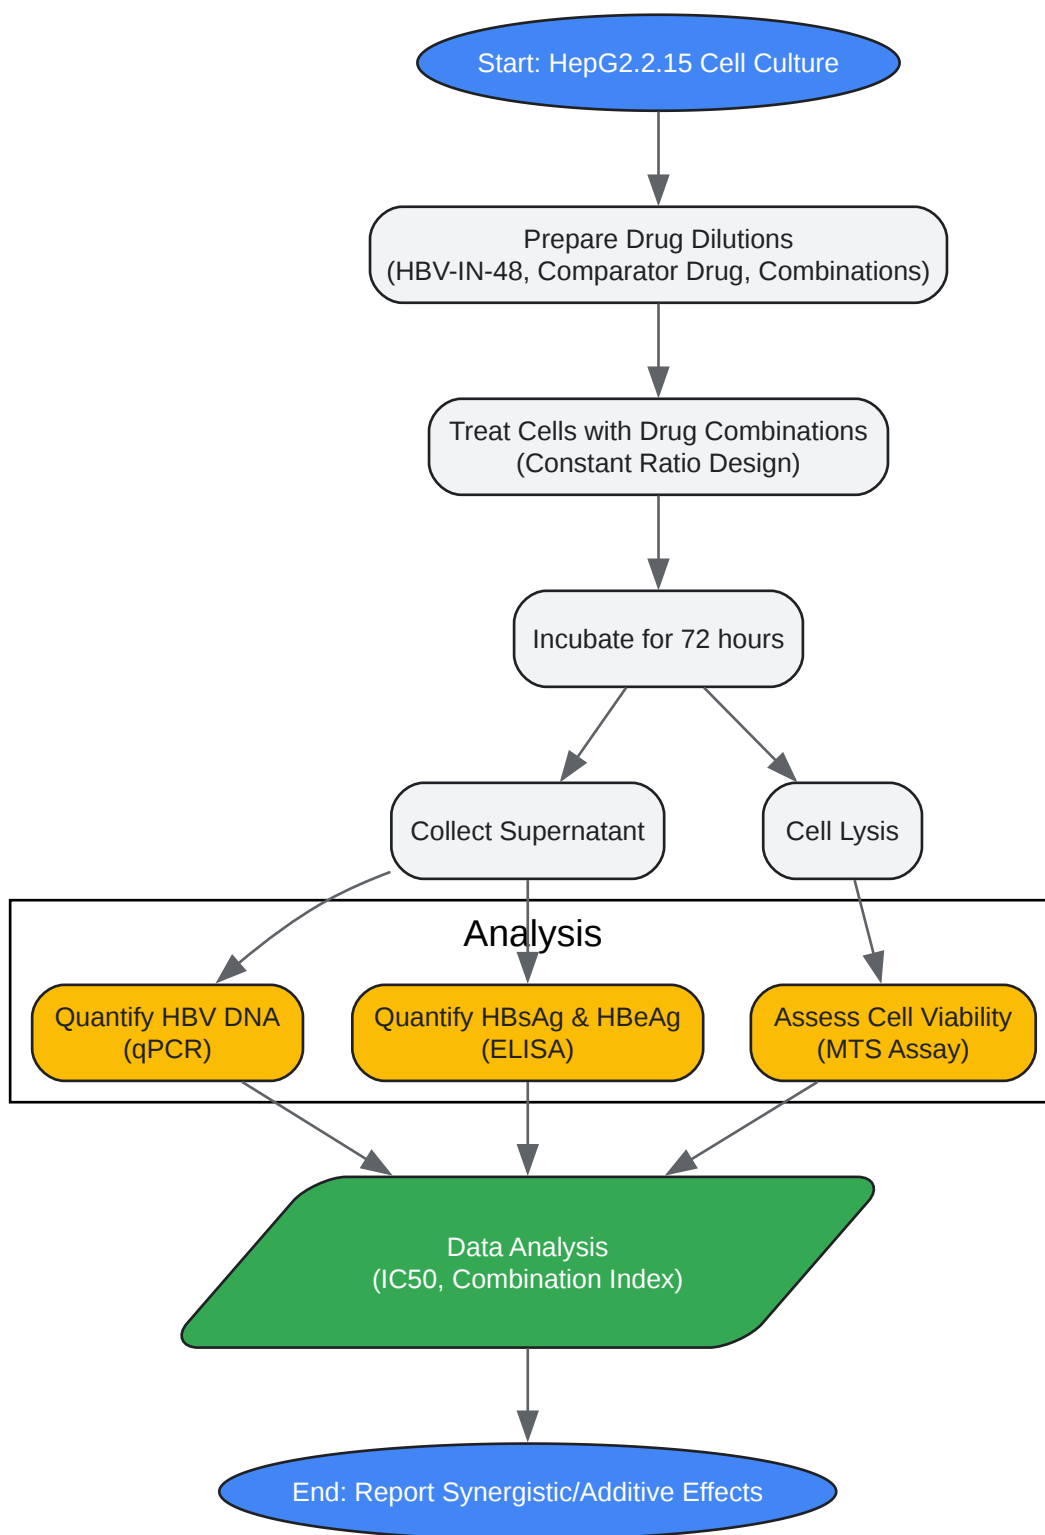 Start: HepG2.2.15 Cell Culture
Prepare Drug Dilutions
(HBV-IN-48, Comparator Drug, Combinations)
Treat Cells with Drug Combinations
(Constant Ratio Design)
Incubate for 72 hours
Collect Supernatant
Cell Lysis
Analysis
Quantify HBV DNA
(qPCR)
Quantify HBsAg & HBeAg
(ELISA)
Assess Cell Viability
(MTS Assay)
Data Analysis
(IC50, Combination Index)
End: Report Synergistic/Additive Effects